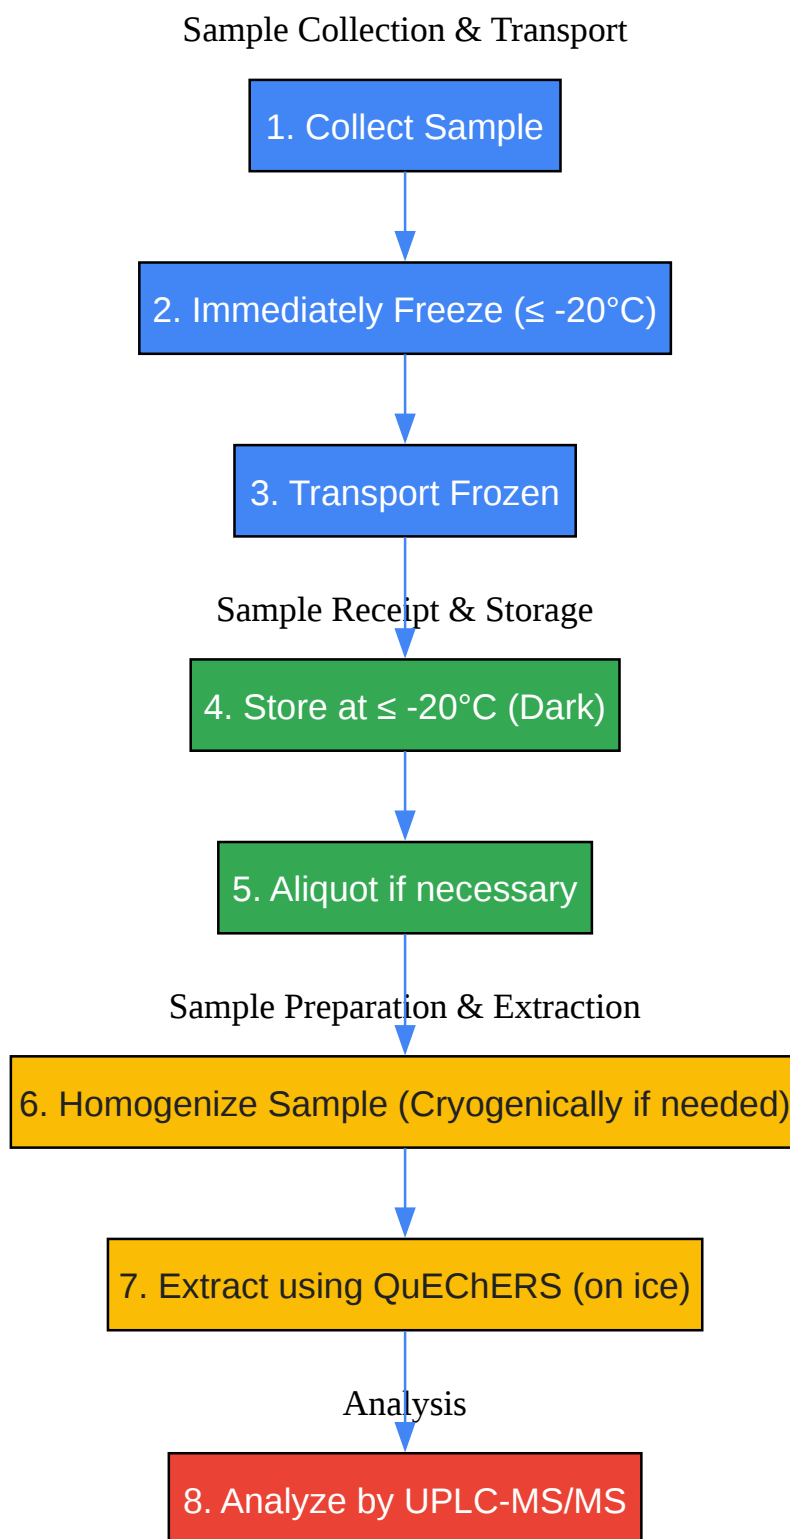 Sample Collection & Transport
1. Collect Sample
2. Immediately Freeze (≤ -20°C)
3. Transport Frozen
Sample Receipt & Storage
4. Store at ≤ -20°C (Dark)
5. Aliquot if necessary
Sample Preparation & Extraction
6. Homogenize Sample (Cryogenically if needed)
7. Extract using QuEChERS (on ice)
Analysis
8. Analyze by UPLC-MS/MS